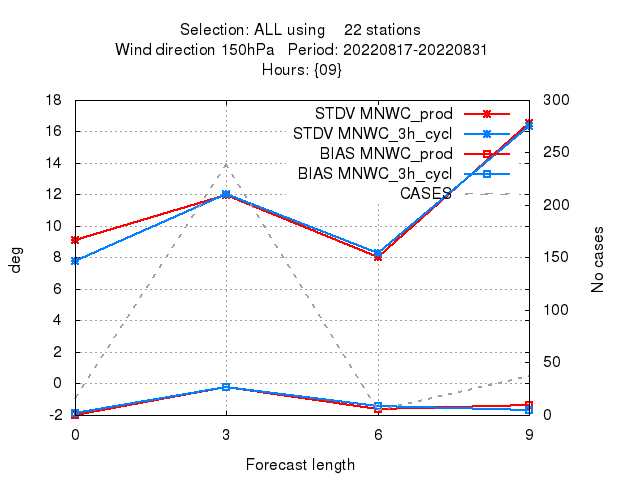 Selection: ALL using    22 stations
Wind direction 150hPa   Period: 20220817-20220831
Hours: {09}
18 300
STDV MNWC_prod
16
STDV MNWC_3h_cycl
250
BIAS MNWC_prod
14
BIAS MNWC_3h_cycl
12 CASES 200
10
deg 8 150 No cases
6
4 100
2 50
0
-2 0
0 3 6 9
Forecast length